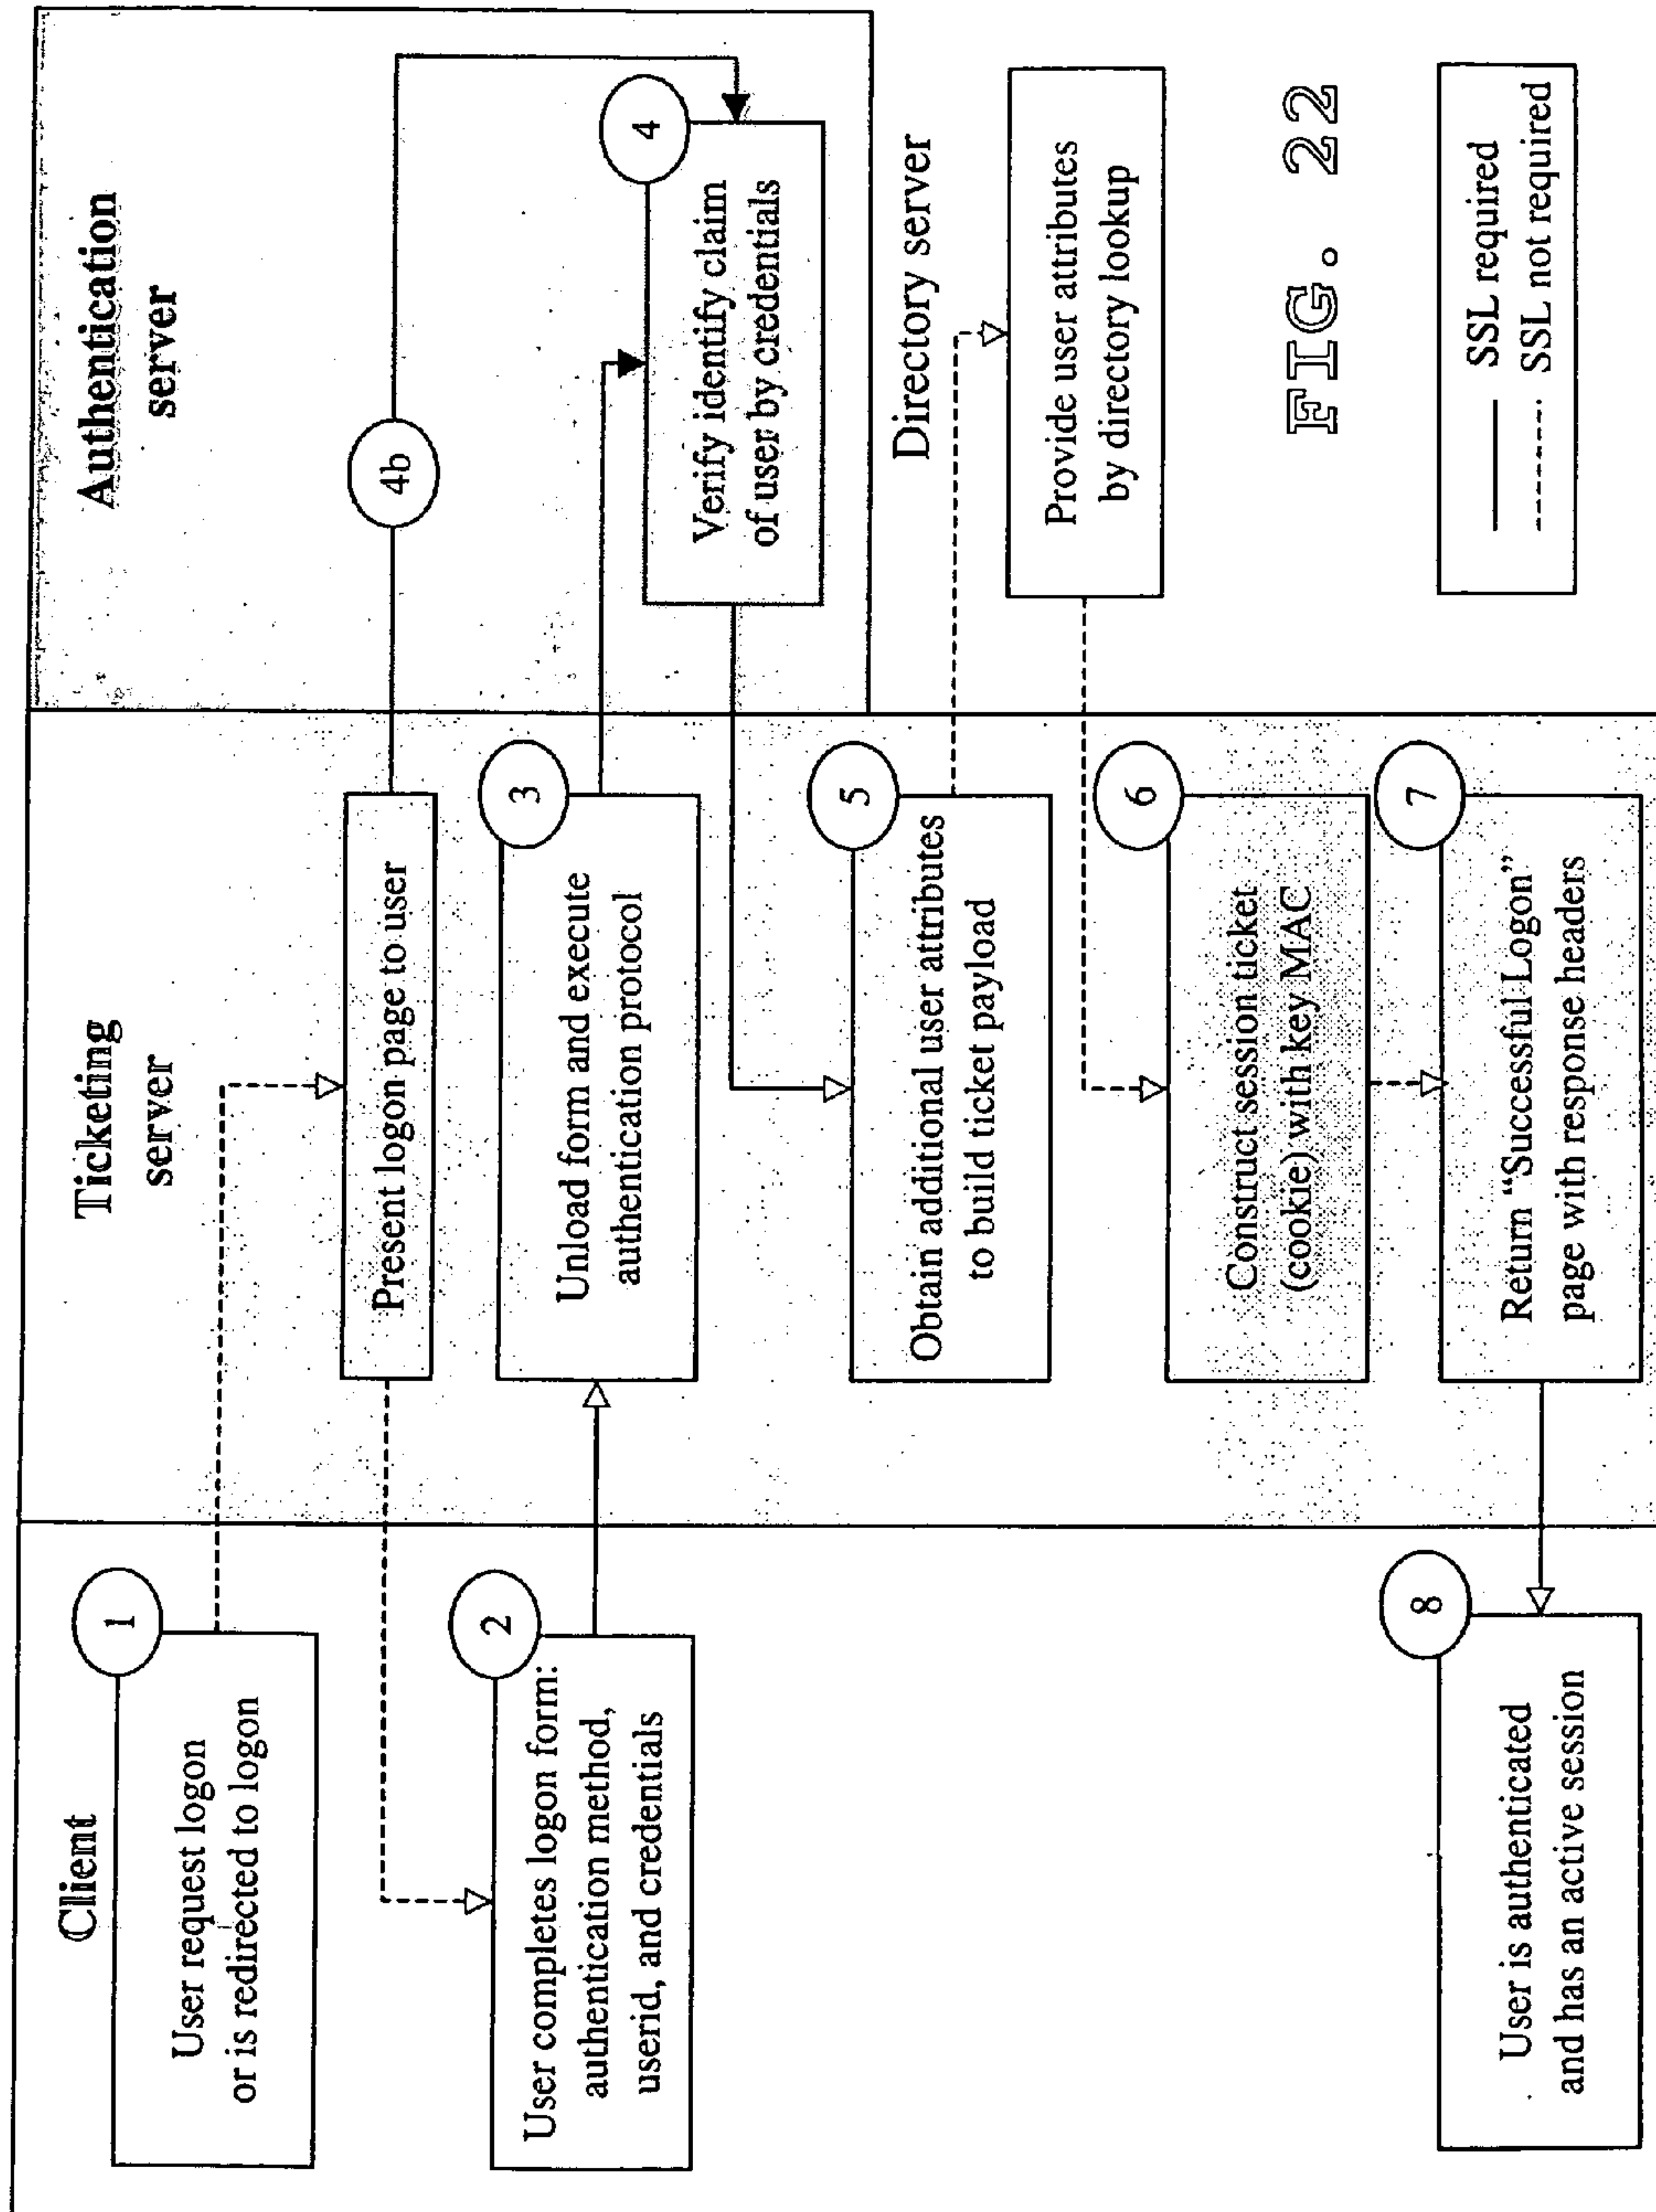 Client
Ticketing
server
Authentication
server
1
User request logon
or is redirected to logon
Present logon page to user
4b
2
User completes logon form:
authentication method,
userid, and credentials
3
Unload form and execute
authentication protocol
4
Verify identify claim
of user by credentials
5
Obtain additional user attributes
to build ticket payload
Directory server
Provide user attributes
by directory lookup
6
Construct session ticket
(cookie) with key MAC
7
Return “Successful Logon”
page with response headers
8
User is authenticated
and has an active session
FIG. 22
SSL required
SSL not required